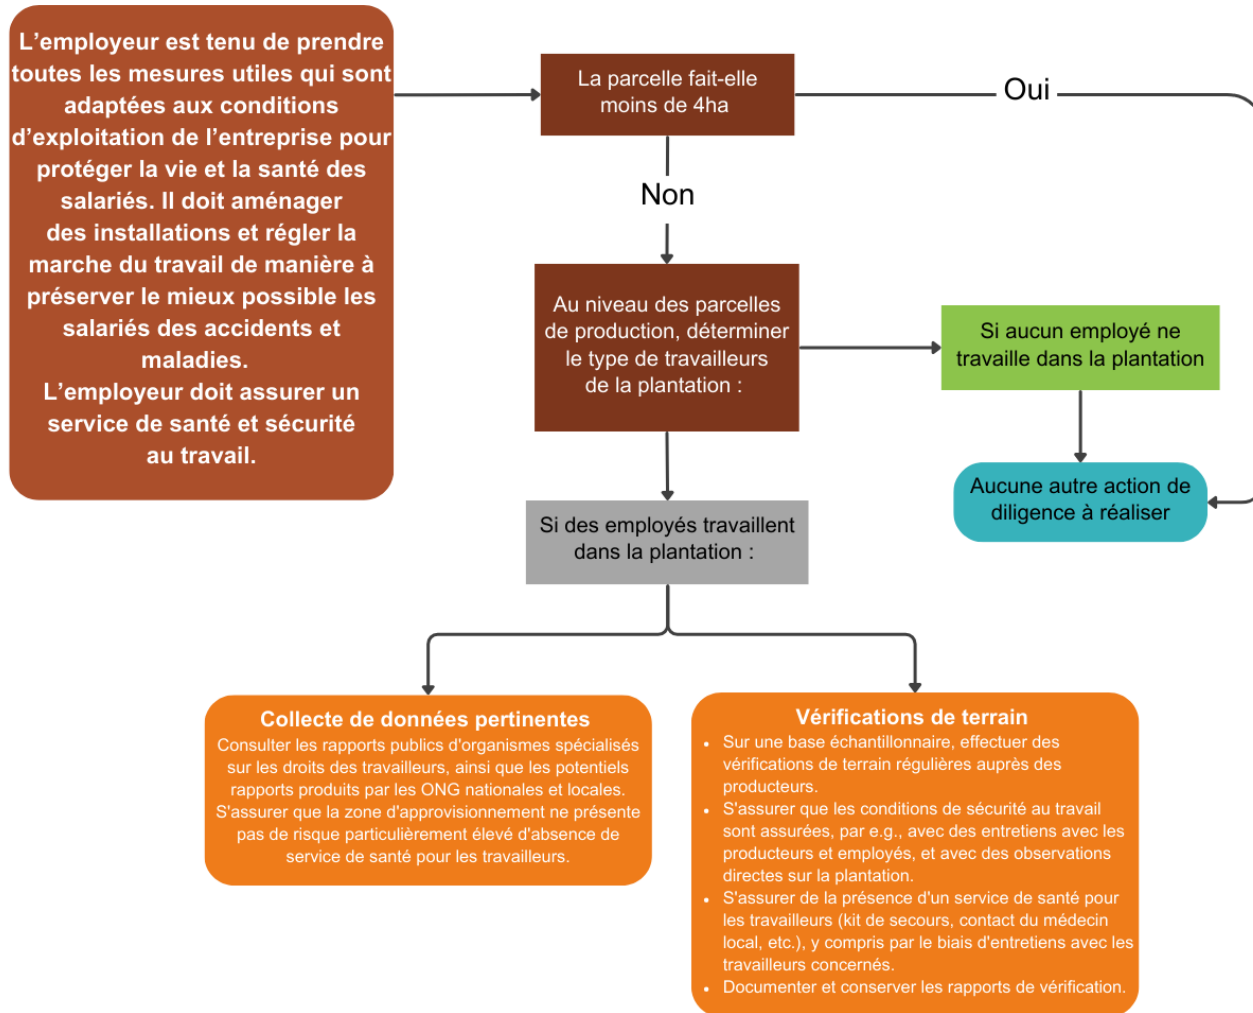 L'employeur est tenu de prendre
toutes les mesures utiles qui sont
adaptées aux conditions
d'exploitation de l'entreprise pour
protéger la vie et la santé des
salariés. Il doit aménager
des installations et régler la
marche du travail de manière à
préserver le mieux possible les
salariés des accidents et
maladies.
L'employeur doit assurer un
service de santé et sécurité
au travail.
La parcelle fait-elle
moins de 4ha
Oui
Non
Au niveau des parcelles
de production, déterminer
le type de travailleurs
de la plantation :
Si aucun employé ne
travaille dans la plantation
Aucune autre action de
diligence à réaliser
Si des employés travaillent
dans la plantation :
Collecte de données pertinentes
Consulter les rapports publics d'organismes spécialisés
sur les droits des travailleurs, ainsi que les potentiels
rapports produits par les ONG nationales et locales.
S'assurer que la zone d'approvisionnement ne présente
pas de risque particulièrement élevé d'absence de
service de santé pour les travailleurs.
Vérifications de terrain
• Sur une base échantillonnaire, effectuer des
vérifications de terrain régulières auprès des
producteurs.
• S'assurer que les conditions de sécurité au travail
sont assurées, par e.g., avec des entretiens avec les
producteurs et employés, et avec des observations
directes sur la plantation.
• S'assurer de la présence d'un service de santé pour
les travailleurs (kit de secours, contact du médecin
local, etc.), y compris par le biais d'entretiens avec les
travailleurs concernés.
• Documenter et conserver les rapports de vérification.